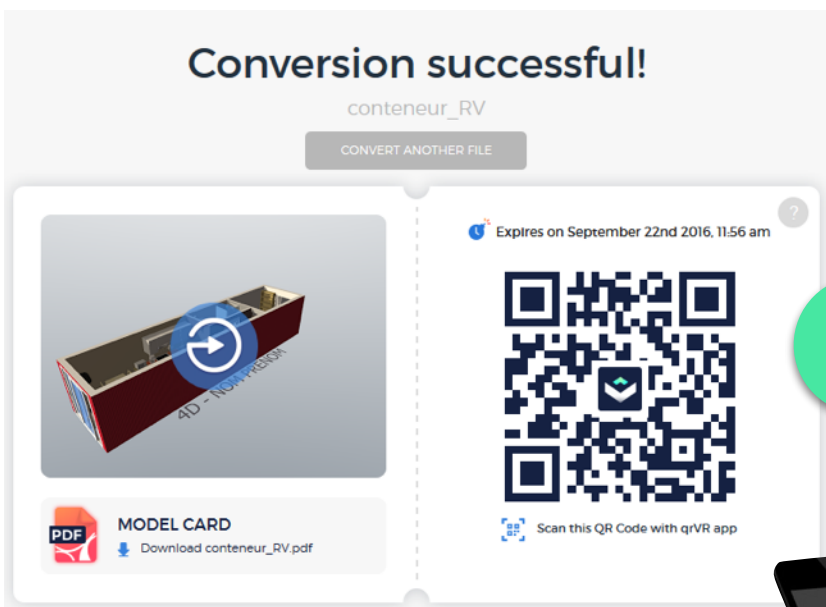 Conversion successful!
conteneur_RV
CONVERT ANOTHER FILE
4D - NOM PRENOM
PDF
MODEL CARD
Download conteneur_RV.pdf
?
Expires on September 22nd 2016, 11:56 am
Scan this QR Code with qrVR app